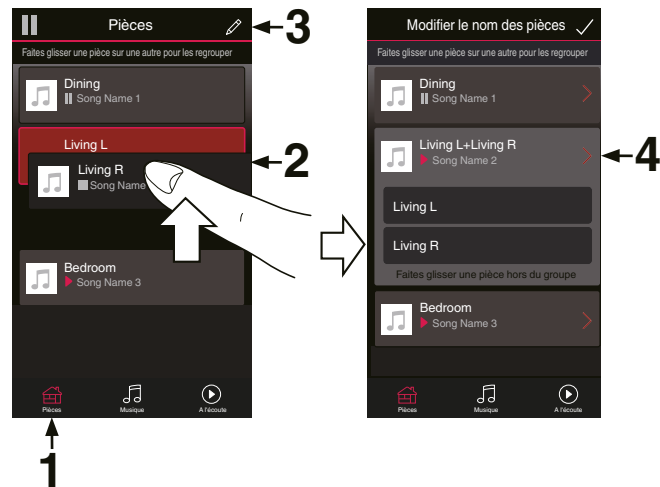 Pièces
3
Faites glisser une pièce sur une autre pour les regrouper
Dining
Song Name 1
Living L
2
Living R
Song Name
Bedroom
Song Name 3
Pièces
Musique
A l'écoute
1
Modifier le nom des pièces
Faites glisser une pièce sur une autre pour les regrouper
Dining
Song Name 1
Living L+Living R
4
Song Name 2
Living L
Living R
Faites glisser une pièce hors du groupe
Bedroom
Song Name 3
Pièces
Musique
A l'écoute